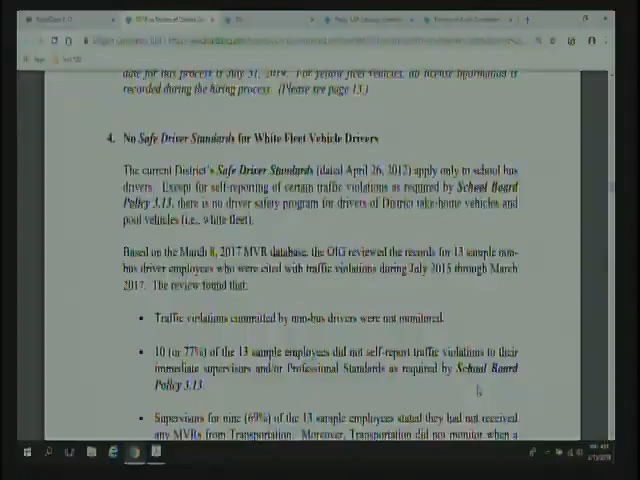 date for this process is July 31, 2019. For yellow fleet vehicles, no license information is
recorded during the hiring process. (Please see page 13.)
4. No Safe Driver Standards for White Fleet Vehicle Drivers
The current District's Safe Driver Standards (dated April 26, 2012) apply only to school bus
drivers. Except for self-reporting of certain traffic violations as required by School Board
Policy 3.13, there is no driver safety program for drivers of District take-home vehicles and
pool vehicles (i.e., white fleet).
Based on the March 8, 2017 MVR database, the OIG reviewed the records for 13 sample non-
bus driver employees who were cited with traffic violations during July 2015 through March
2017. The review found that:
• Traffic violations committed by non-bus drivers were not monitored.
• 10 (or 77%) of the 13 sample employees did not self-report traffic violations to their
immediate supervisors and/or Professional Standards as required by School Board
Policy 3.13
• Supervisors for nine (69%) of the 13 sample employees stated they had not received
any MVRs from Transportation. Moreover, Transportation did not monitor when a